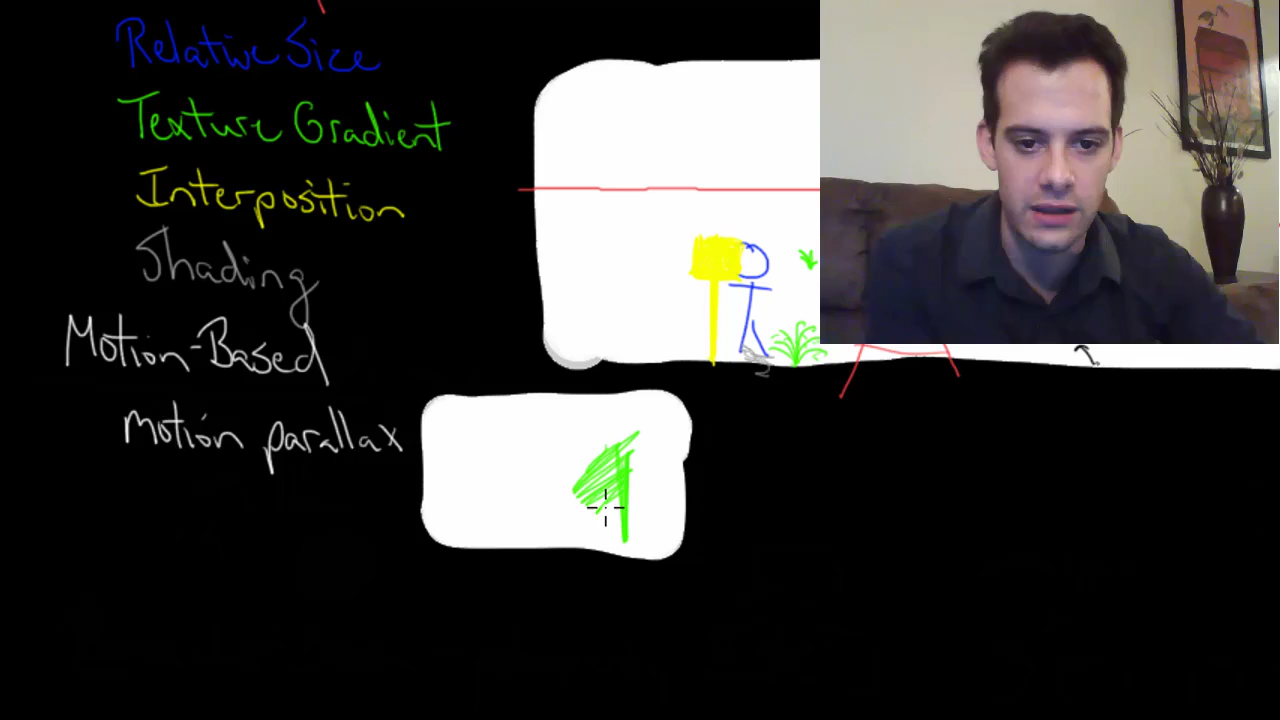 Relative Size
Texture Gradient
Interposition
Shading
Motion-Based
motion parallax